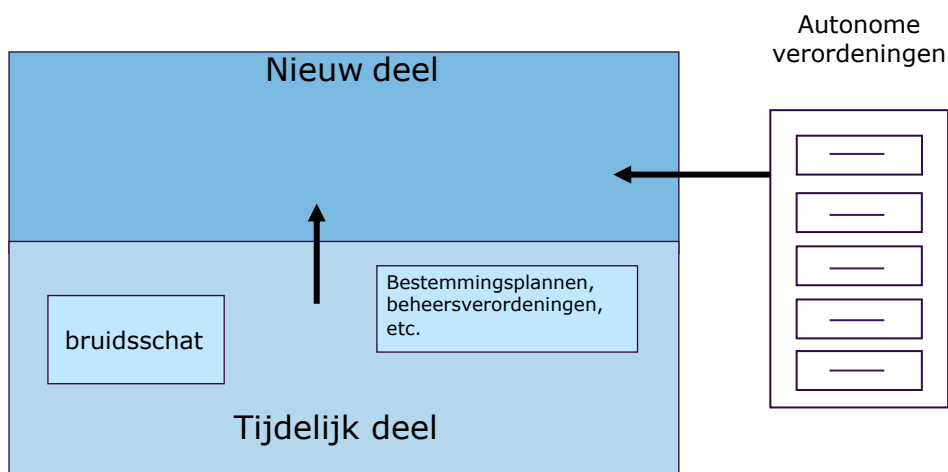 Autonome
verordeningen
Nieuw deel
Bestemmingsplannen,
beheersverordeningen,
etc.
bruidsschat
Tijdelijk deel